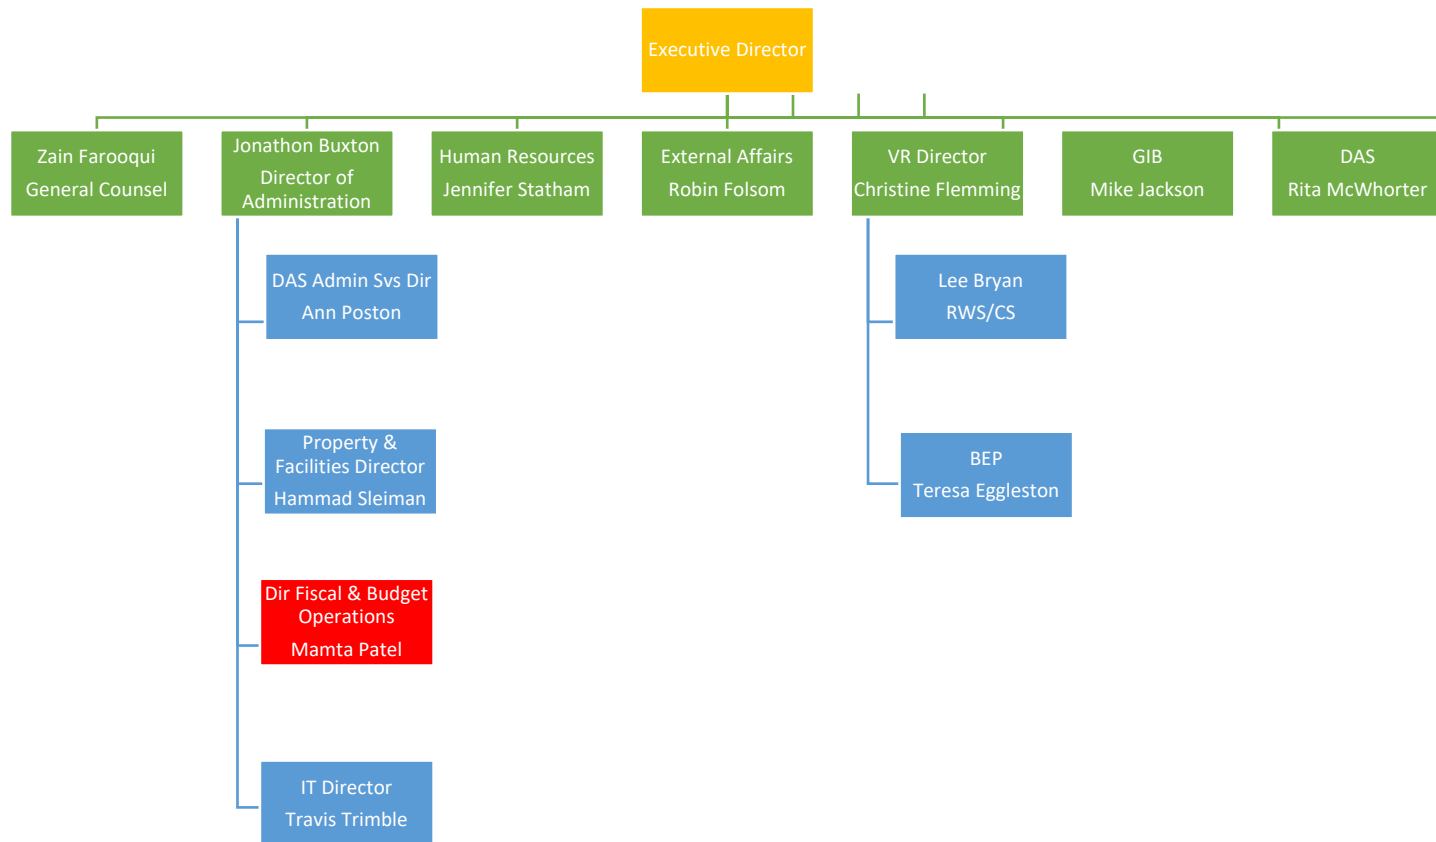 Executive Director
Zain Farooqui
General Counsel
Jonathon Buxton
Director of
Administration
Human Resources
Jennifer Statham
External Affairs
Robin Folsom
VR Director
Christine Flemming
GIB
Mike Jackson
DAS
Rita McWhorter
DAS Admin Svs Dir
Ann Poston
Property &
Facilities Director
Hammad Sleiman
Dir Fiscal & Budget
Operations
Mamta Patel
IT Director
Travis Trimble
Lee Bryan
RWS/CS
BEP
Teresa Eggleston